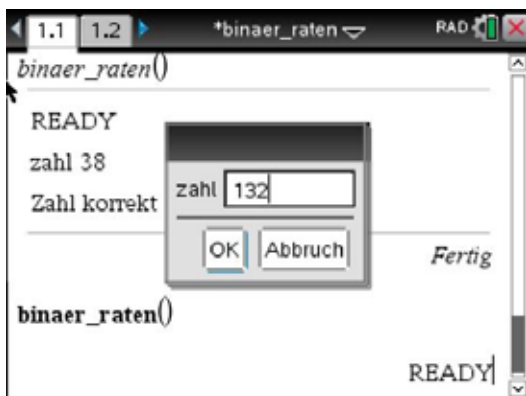 1.1 1.2 *binaer_raten RAD
binaer_raten()
READY
zahl 38
Zahl korrekt
zahl 132
OK Abbruch
Fertig
binaer_raten()
READY